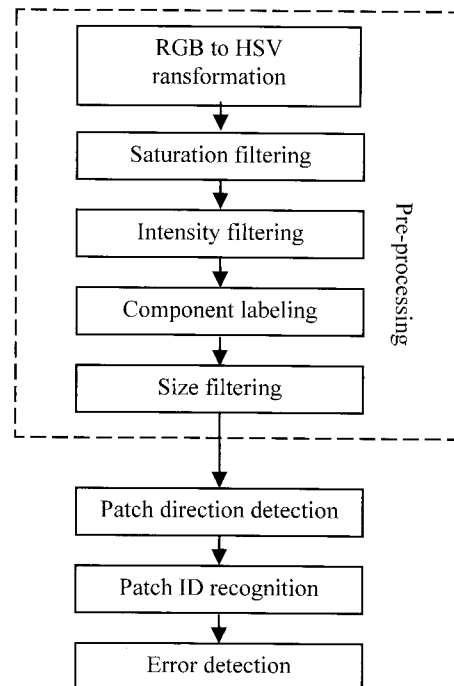 RGB to HSV
ransformation
Saturation filtering
Intensity filtering
Component labeling
Size filtering
Pre-processing
Patch direction detection
Patch ID recognition
Error detection